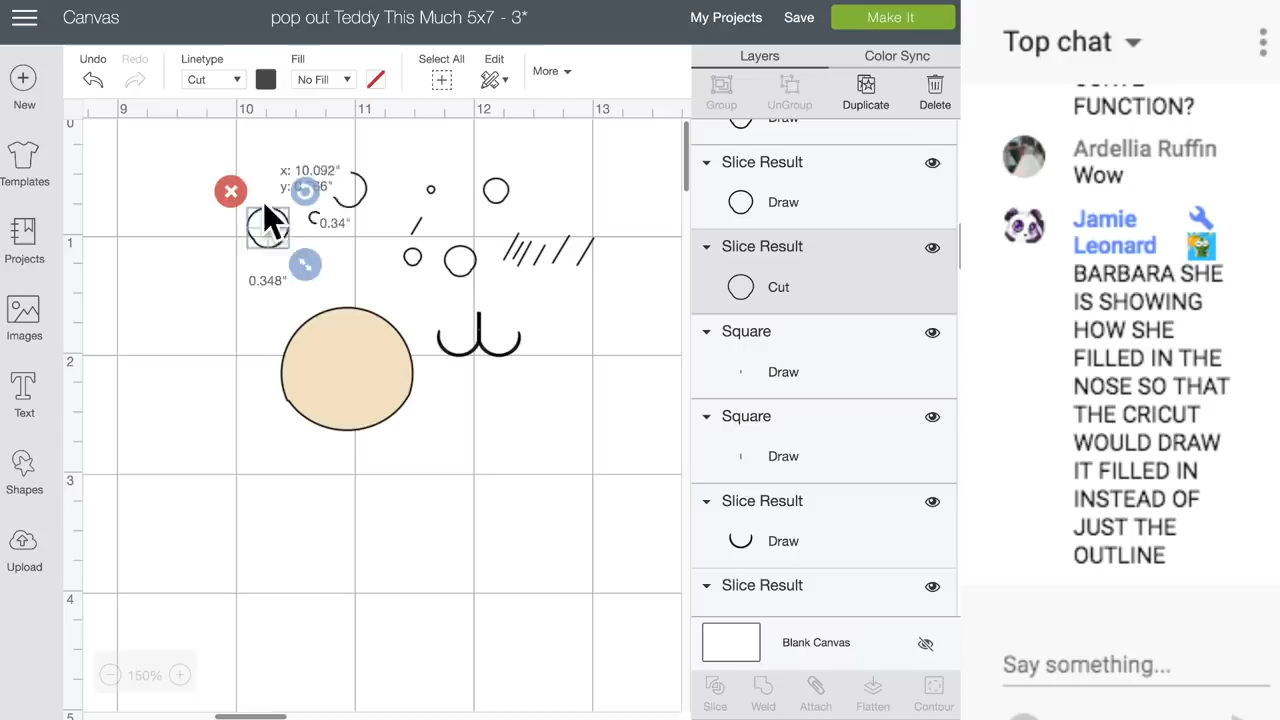 Canvas
pop out Teddy This Much 5x7 - 3*
My Projects
Save
Make It
Undo
Redo
Linetype
Cut
Fill
No Fill
Select All
Edit
More
New
Templates
Projects
Images
Text
Shapes
Upload
9
10
11
12
13
0
1
2
3
4
5
x: 10.092"
0.34"
0.348"
150%
Layers
Color Sync
Group
UnGroup
Duplicate
Delete
Draw
Slice Result
Draw
Slice Result
Cut
Square
Draw
Square
Draw
Slice Result
Draw
Slice Result
Blank Canvas
Slice
Weld
Attach
Flatten
Contour
Top chat
FUNCTION?
Ardellia Ruffin
Wow
Jamie
Leonard
BARBARA SHE
IS SHOWING
HOW SHE
FILLED IN THE
NOSE SO THAT
THE CRICUT
WOULD DRAW
IT FILLED IN
INSTEAD OF
JUST THE
OUTLINE
Say something...